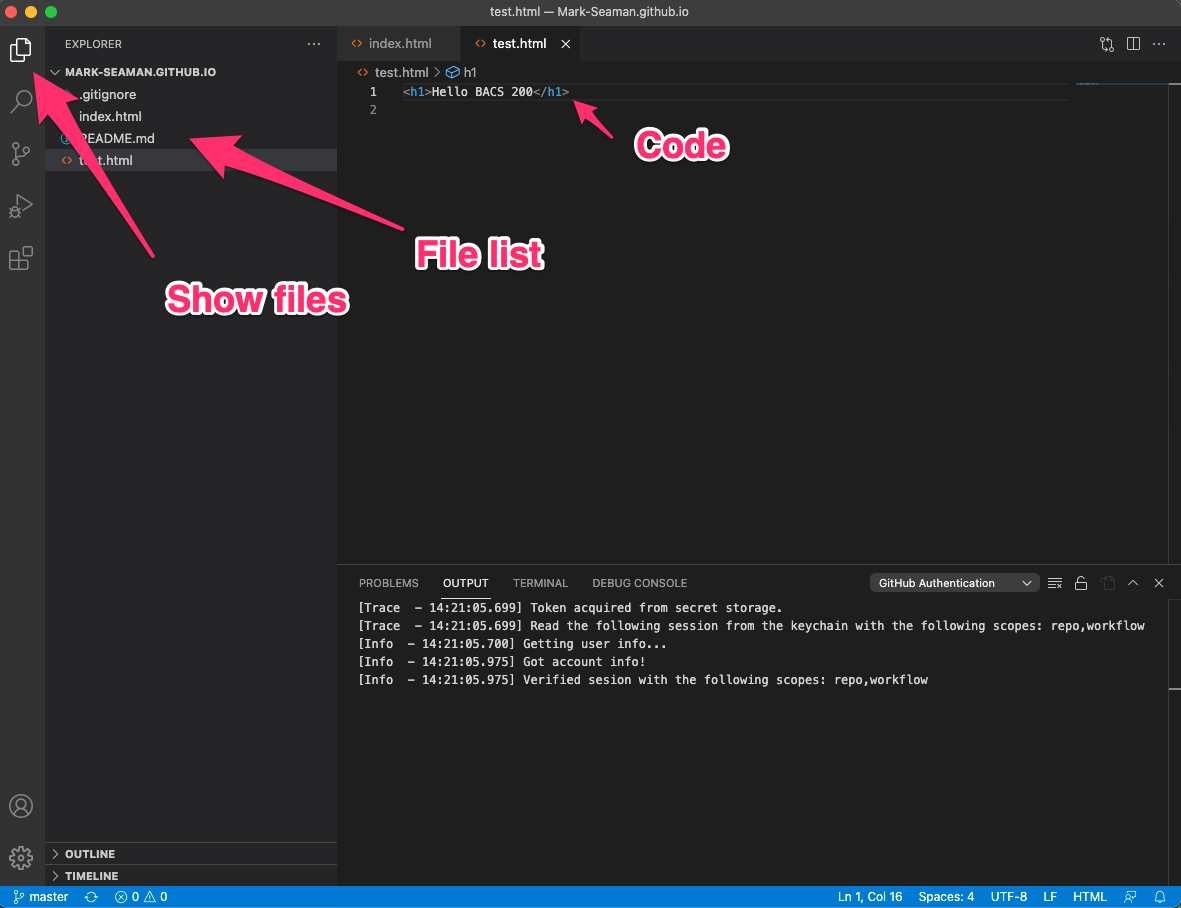 test.html — Mark-Seaman.github.io
EXPLORER
index.html
test.html
MARK-SEAMAN.GITHUB.IO
test.html > h1
.gitignore
index.html
README.md
test.html
1 <h1>Hello BACS 200</h1>
2
Code
File list
Show files
PROBLEMS OUTPUT TERMINAL DEBUG CONSOLE GitHub Authentication
[Trace - 14:21:05.699] Token acquired from secret storage.
[Trace - 14:21:05.699] Read the following session from the keychain with the following scopes: repo,workflow
[Info - 14:21:05.700] Getting user info...
[Info - 14:21:05.975] Got account info!
[Info - 14:21:05.975] Verified sesion with the following scopes: repo,workflow
OUTLINE
TIMELINE
master 0 0 Ln 1, Col 16 Spaces: 4 UTF-8 LF HTML